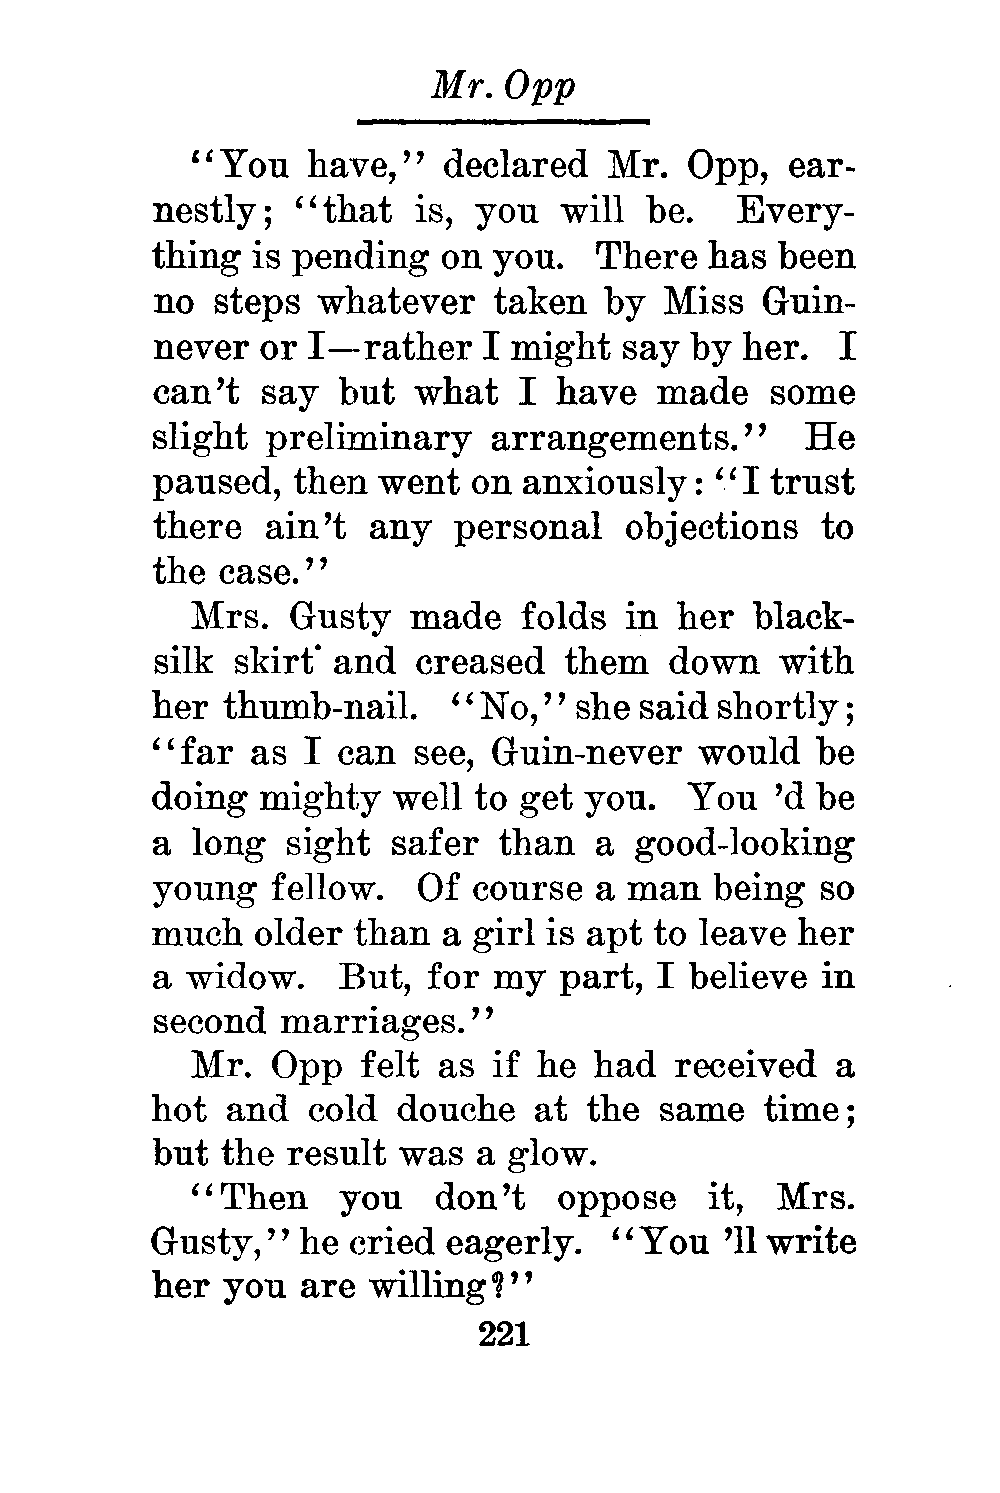 Mr. Opp
"You have," declared Mr. Opp, ear-
nestly; "that is, you will be. Every-
thing is pending on you. There has been
no steps whatever taken by Miss Guin-
never or I—rather I might say by her. I
can't say but what I have made some
slight preliminary arrangements." He
paused, then went on anxiously: "I trust
there ain't any personal objections to
the case."
Mrs. Gusty made folds in her black-
silk skirt and creased them down with
her thumb-nail. "No," she said shortly;
"far as I can see, Guin-never would be
doing mighty well to get you. You 'd be
a long sight safer than a good-looking
young fellow. Of course a man being so
much older than a girl is apt to leave her
a widow. But, for my part, I believe in
second marriages."
Mr. Opp felt as if he had received a
hot and cold douche at the same time;
but the result was a glow.
"Then you don't oppose it, Mrs.
Gusty," he cried eagerly. "You 'll write
her you are willing?"
221